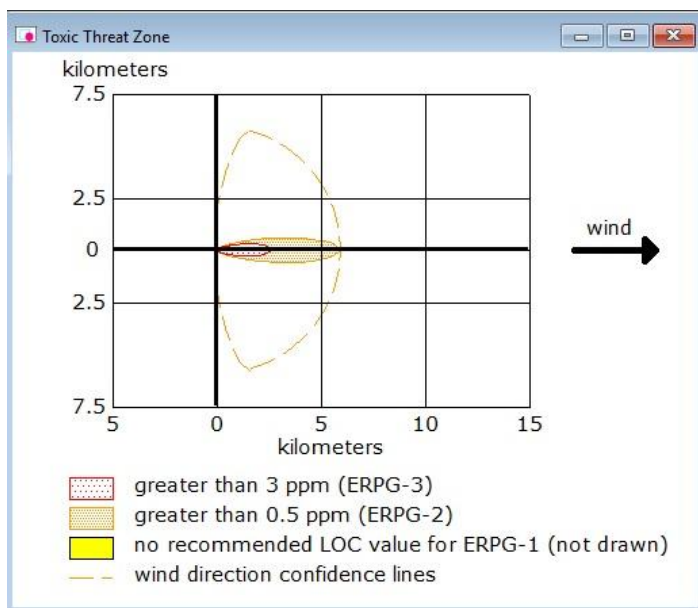 Toxic Threat Zone
kilometers
7.5
2.5
0
2.5
7.5
wind
5 0 5 10 15
kilometers
greater than 3 ppm (ERPG-3)
greater than 0.5 ppm (ERPG-2)
no recommended LOC value for ERPG-1 (not drawn)
wind direction confidence lines